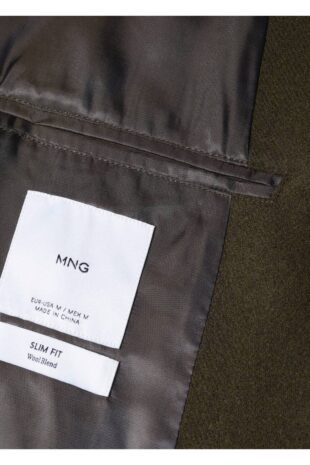 MNG
EUR-USA M / MEX M
MADE IN CHINA
SLIM FIT
Wool Blend